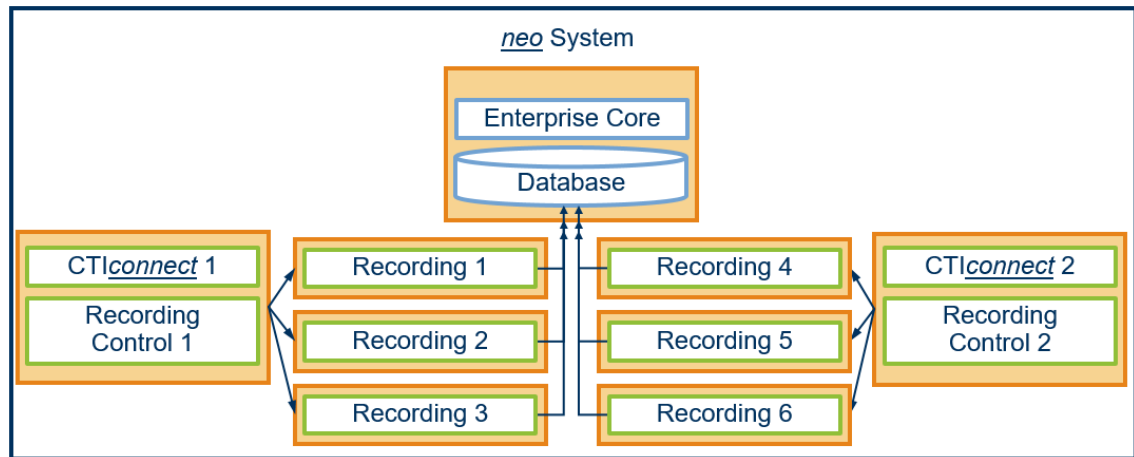 neo System
Enterprise Core
Database
CTIconnect 1
Recording
Control 1
Recording 1
Recording 2
Recording 3
Recording 4
Recording 5
Recording 6
CTIconnect 2
Recording
Control 2